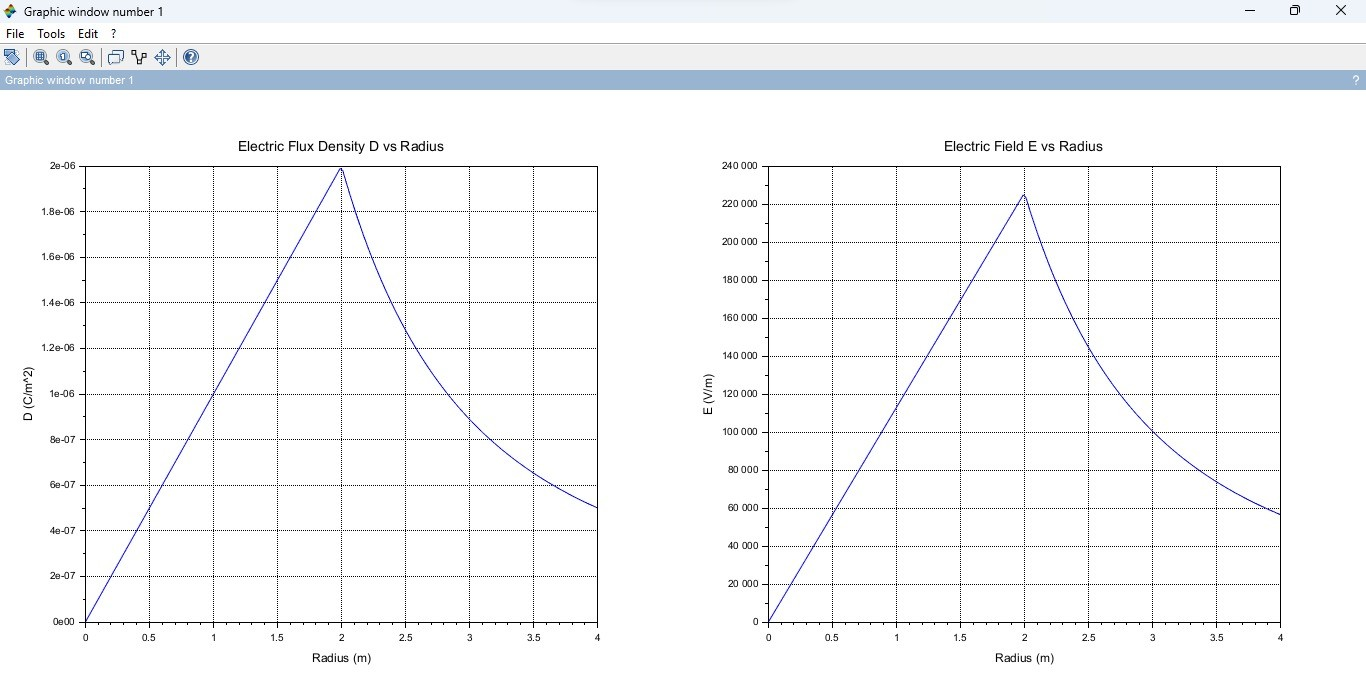 Graphic window number 1
File Tools Edit ?
Graphic window number 1 ?
Electric Flux Density D vs Radius
2e-06
1.8e-06
1.6e-06
1.4e-06
1.2e-06
1e-06
8e-07
6e-07
4e-07
2e-07
0e00
D (C/m^2)
0 0.5 1 1.5 2 2.5 3 3.5 4
Radius (m)
Electric Field E vs Radius
240 000
220 000
200 000
180 000
160 000
140 000
120 000
100 000
80 000
60 000
40 000
20 000
0
E (V/m)
0 0.5 1 1.5 2 2.5 3 3.5 4
Radius (m)